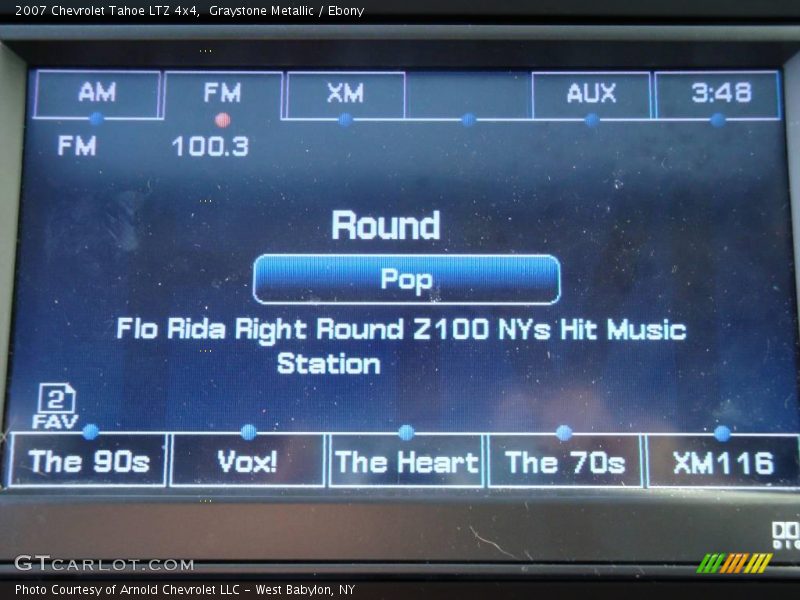 2007 Chevrolet Tahoe LTZ 4x4, Graystone Metallic / Ebony
AM FM XM AUX 3:48
FM 100.3
Round
Pop
Flo Rida Right Round Z100 NYs Hit Music
Station
2
FAV
The 90s Vox! The Heart The 70s XM116
GTCARLOT.COM
Photo Courtesy of Arnold Chevrolet LLC - West Babylon, NY